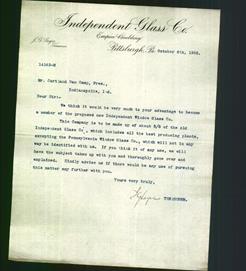 Independent Glass Co.
Empire Building
Treasurer
Pittsburgh, Pa. October 6th, 1902.
14163-M
Mr. Cortland Van Camp, Pres.,
Indianapolis, Ind.
Dear Sir:-
We think it would be very much to your advantage to become
a member of the proposed new Independent Window Glass Co.
This Company is to be made up of about 2/3 of the old
Independent Glass Co., which includes all the best producing plants,
excepting the Pennsylvania Window Glass Co., which will not in any
way be identified with us. If you think it of any use, we will
have the subject taken up with you and thoroughly gone over and
explained. Kindly advise us if there would be any use of pursuing
this matter any further with you.
Yours very truly,
TREASURER.